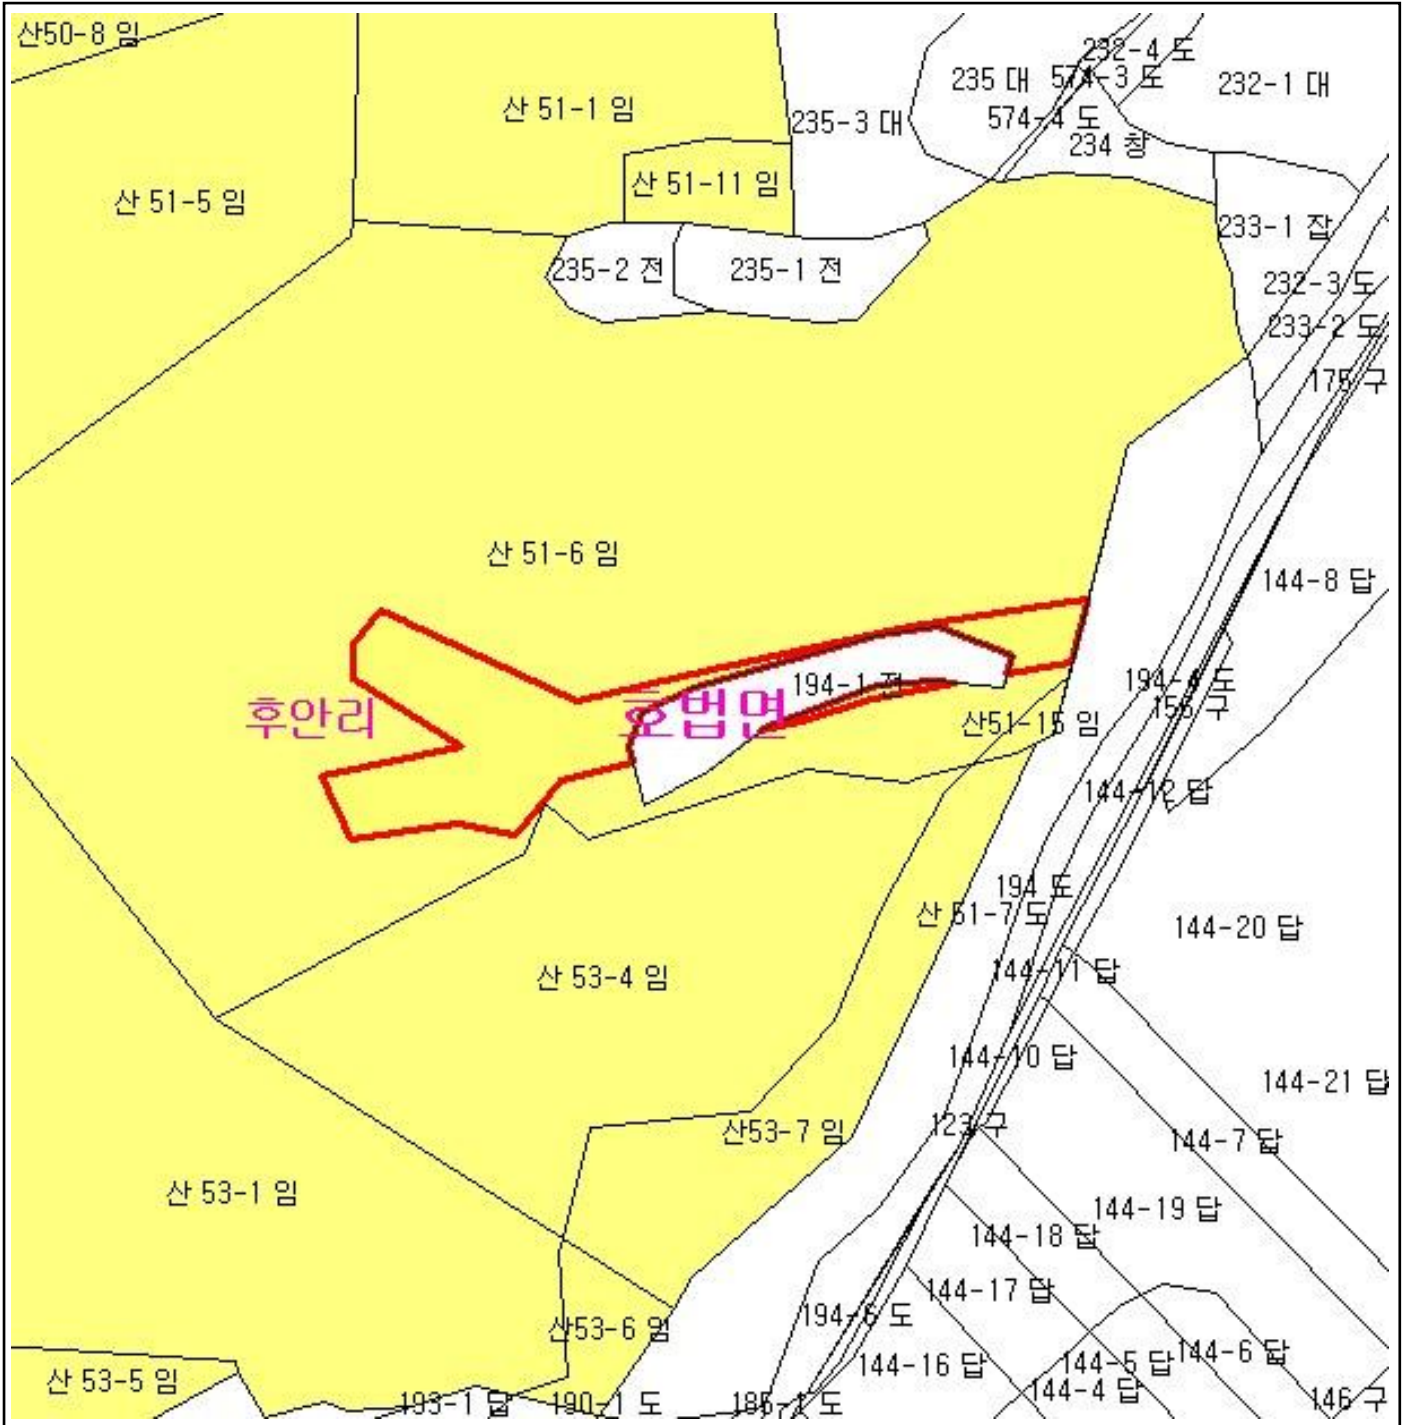 산50-8 임
232-4 도
235 대
574-3 도
232-1 대
산 51-1 임
235-3 대
574-4 도
234 창
산 51-11 임
산 51-5 임
233-1 잡
235-2 전
235-1 전
232-3 도
233-2 도
175 구
산 51-6 임
144-8 답
194-1 전
194-4 도
156 구
후안리
호법면
산51-15 임
144-12 답
194 도
산 51-7 도
144-20 답
산 53-4 임
144-11 답
144-10 답
144-21 답
123 구
산53-7 임
144-7 답
산 53-1 임
144-19 답
144-18 답
144-17 답
194-6 도
산53-6 임
144-6 답
144-16 답
144-5 답
산 53-5 임
144-4 답
193-1 답
190-1 도
185-1 도
146 구